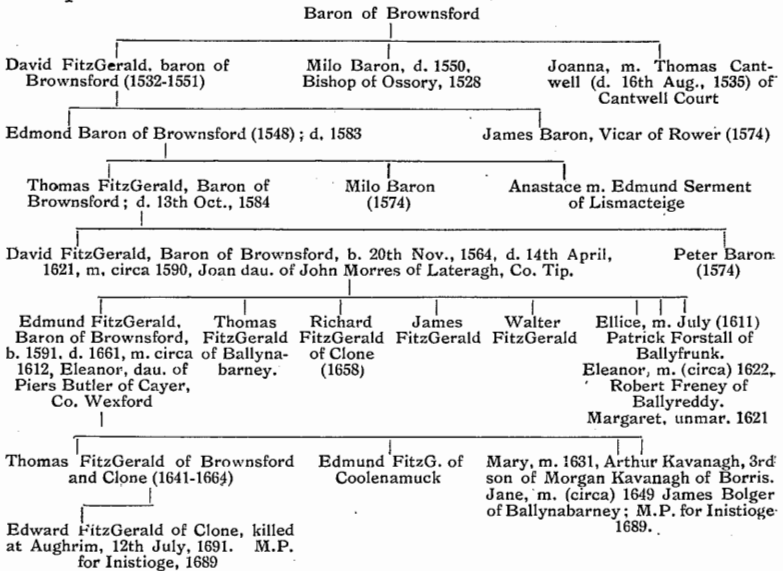 Baron of Brownsford
David FitzGerald, baron of
Brownsford (1532-1551)
Milo Baron, d. 1550,
Bishop of Ossory, 1528
Joanna, m. Thomas Cant-
well (d. 16th Aug., 1535) of
Cantwell Court
Edmond Baron of Brownsford (1548) ; d. 1583
James Baron, Vicar of Rower (1574)
Thomas FitzGerald, Baron of
Brownsford ; d. 13th Oct., 1584
Milo Baron
(1574)
Anastace m. Edmund Serment
of Lismacteige
David FitzGerald, Baron of Brownsford, b. 20th Nov., 1564, d. 14th April,
1621, m. circa 1590, Joan dau. of John Morres of Lateragh, Co. Tip.
Peter Baron
(1574)
Edmund FitzGerald,
Baron of Brownsford,
b. 1591. d. 1661, m. circa
1612, Eleanor, dau. of
Piers Butler of Cayer,
Co. Wexford
Thomas
FitzGerald
of Ballyna-
barney.
Richard
FitzGerald
of Clone
(1658)
James
FitzGerald
Walter
FitzGerald
Ellice, m. July (1611)
Patrick Forstall of
Ballyfrunk.
Eleanor, m. (circa) 1622,
Robert Freney of
Ballyreddy.
Margaret, unmar. 1621
Thomas FitzGerald of Brownsford
and Clone (1641-1664)
Edmund FitzG. of
Coolenamuck
Mary, m. 1631, Arthur Kavanagh, 3rd
son of Morgan Kavanagh of Borris.
Jane, m. (circa) 1649 James Bolger
of Ballynabarney ; M.P. for Inistioge
1689.
Edward FitzGerald of Clone, killed
at Aughrim, 12th July, 1691. M.P.
for Inistioge, 1689